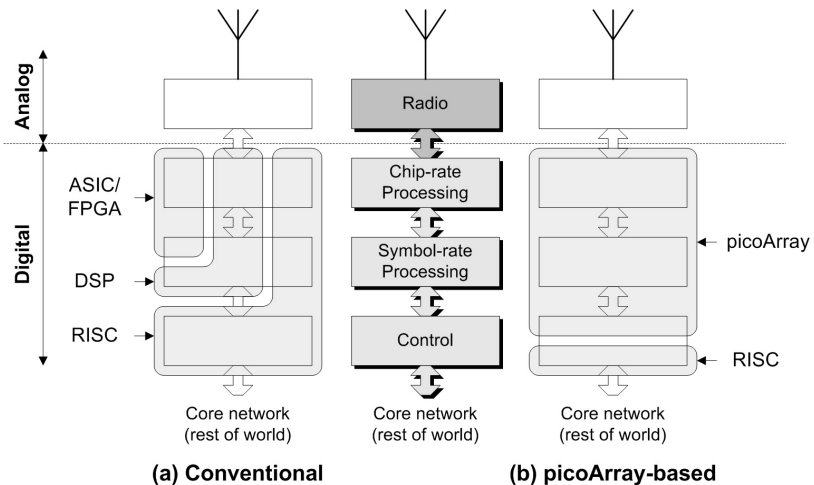 Analog
Digital
Radio
Chip-rate
Processing
Symbol-rate
Processing
Control
ASIC/
FPGA
DSP
RISC
picoArray
RISC
Core network
(rest of world)
Core network
(rest of world)
Core network
(rest of world)
(a) Conventional
(b) picoArray-based